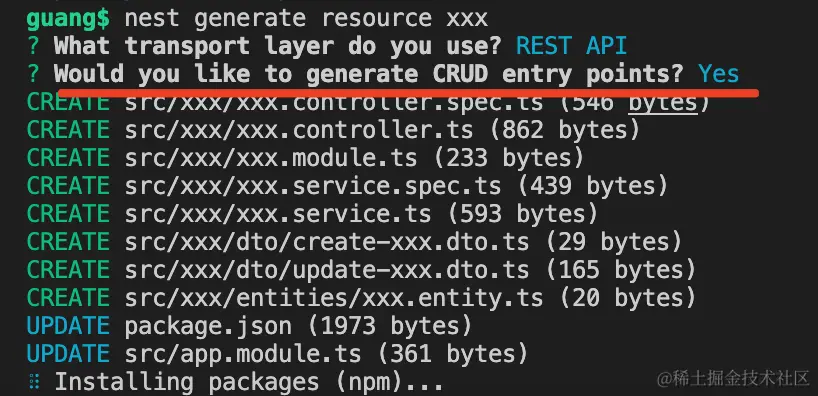 guang$ nest generate resource xxx
? What transport layer do you use? REST API
? Would you like to generate CRUD entry points? Yes
CREATE src/xxx/xxx.controller.spec.ts (546 bytes)
CREATE src/xxx/xxx.controller.ts (862 bytes)
CREATE src/xxx/xxx.module.ts (233 bytes)
CREATE src/xxx/xxx.service.spec.ts (439 bytes)
CREATE src/xxx/xxx.service.ts (593 bytes)
CREATE src/xxx/dto/create-xxx.dto.ts (29 bytes)
CREATE src/xxx/dto/update-xxx.dto.ts (165 bytes)
CREATE src/xxx/entities/xxx.entity.ts (20 bytes)
UPDATE package.json (1973 bytes)
UPDATE src/app.module.ts (361 bytes)
⠿ Installing packages (npm)...
@稀土掘金技术社区